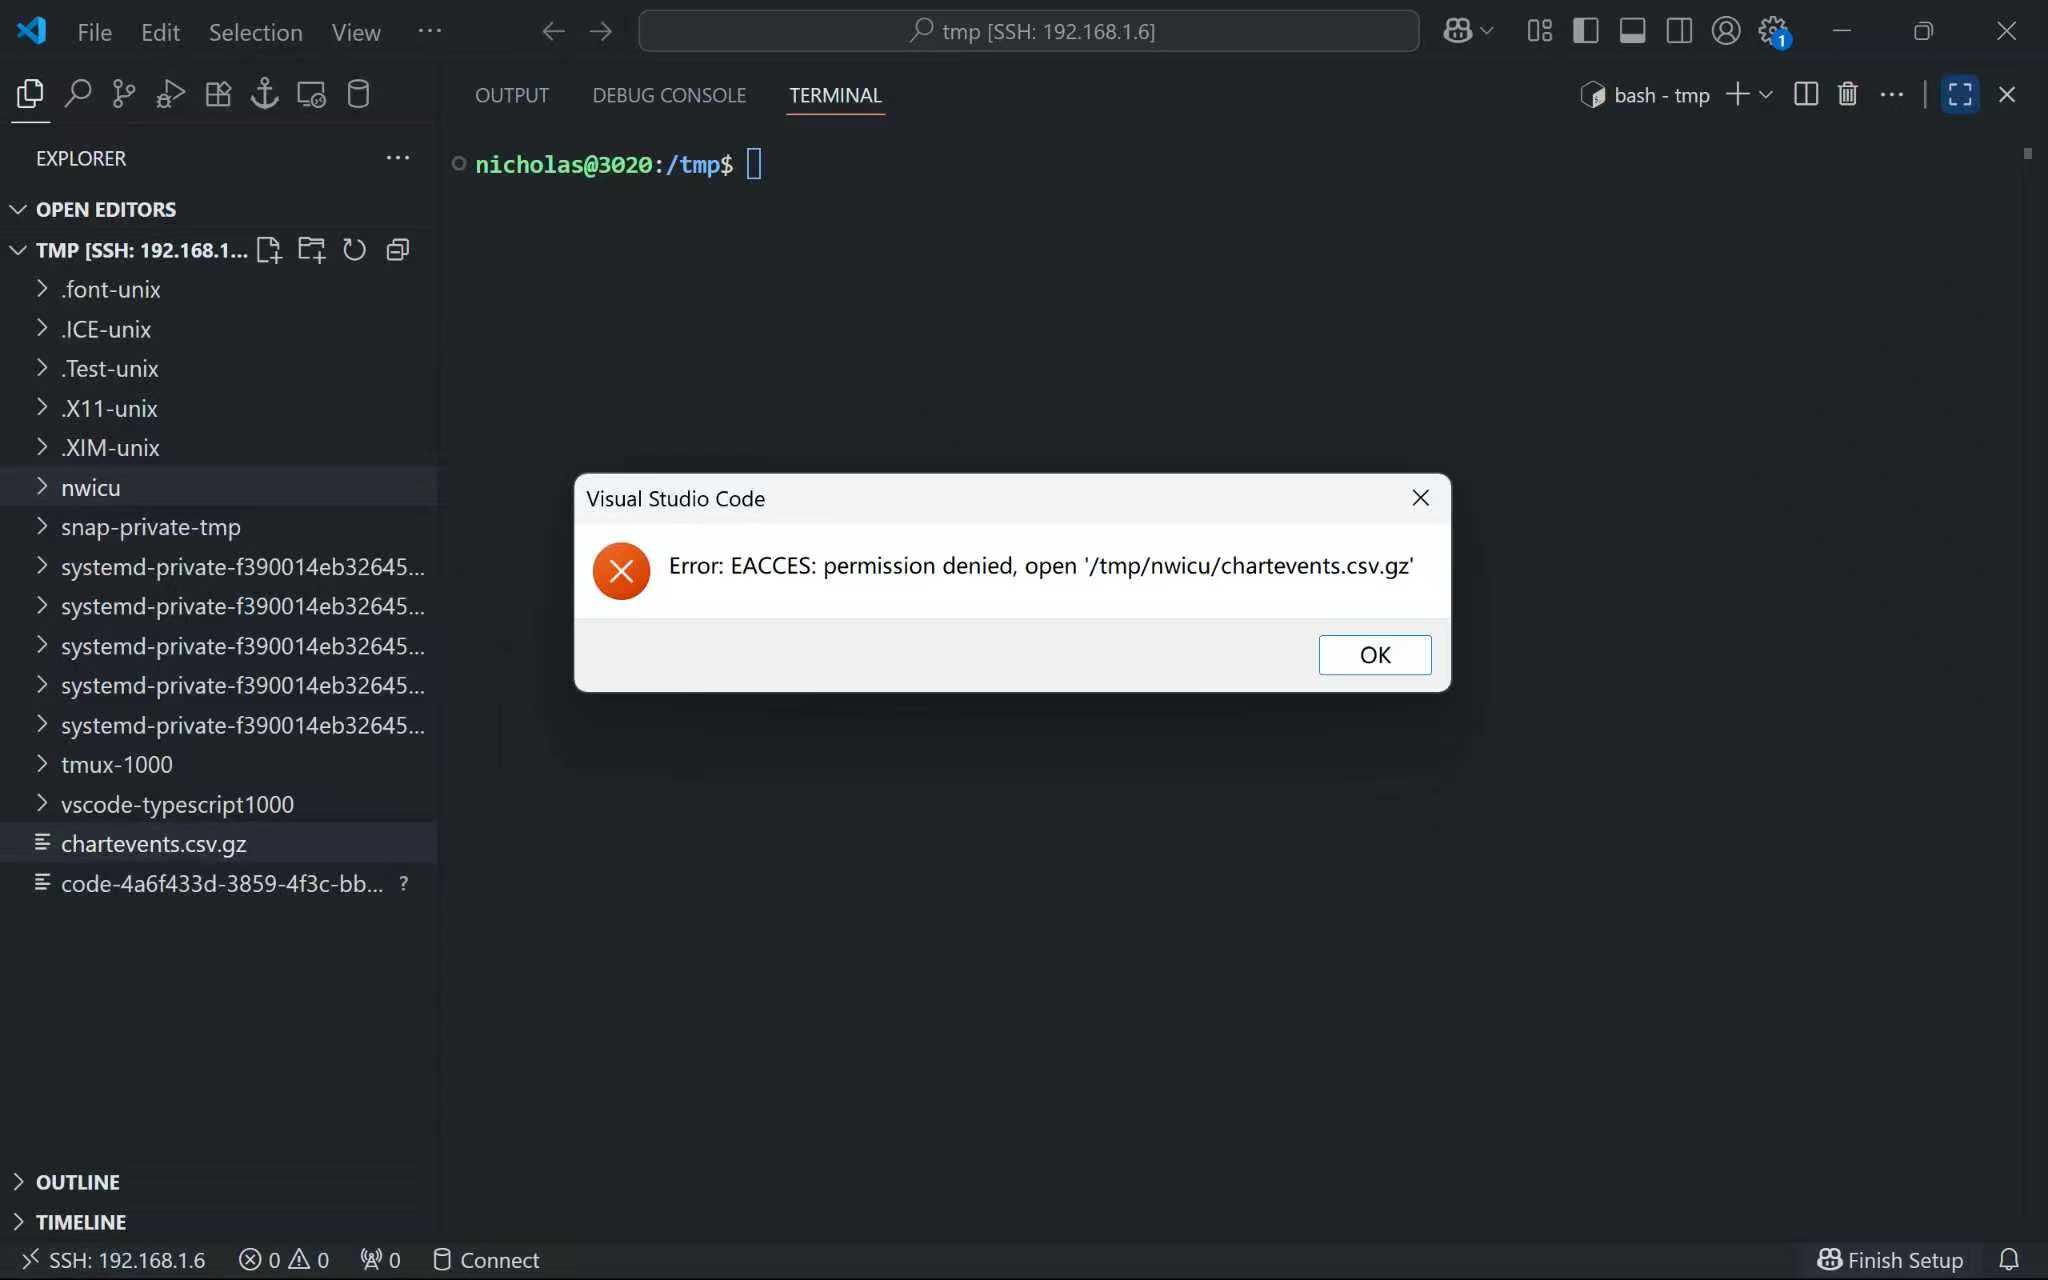 File Edit Selection View ···
tmp [SSH: 192.168.1.6]
1
OUTPUT DEBUG CONSOLE TERMINAL
bash - tmp
EXPLORER
nicholas@3020:/tmp$
OPEN EDITORS
TMP [SSH: 192.168.1...
.font-unix
.ICE-unix
.Test-unix
.X11-unix
.XIM-unix
nwicu
snap-private-tmp
systemd-private-f390014eb32645...
systemd-private-f390014eb32645...
systemd-private-f390014eb32645...
systemd-private-f390014eb32645...
systemd-private-f390014eb32645...
tmux-1000
vscode-typescript1000
chartevents.csv.gz
code-4a6f433d-3859-4f3c-bb... ?
Visual Studio Code
Error: EACCES: permission denied, open '/tmp/nwicu/chartevents.csv.gz'
OK
OUTLINE
TIMELINE
SSH: 192.168.1.6 0 0 0 Connect
Finish Setup